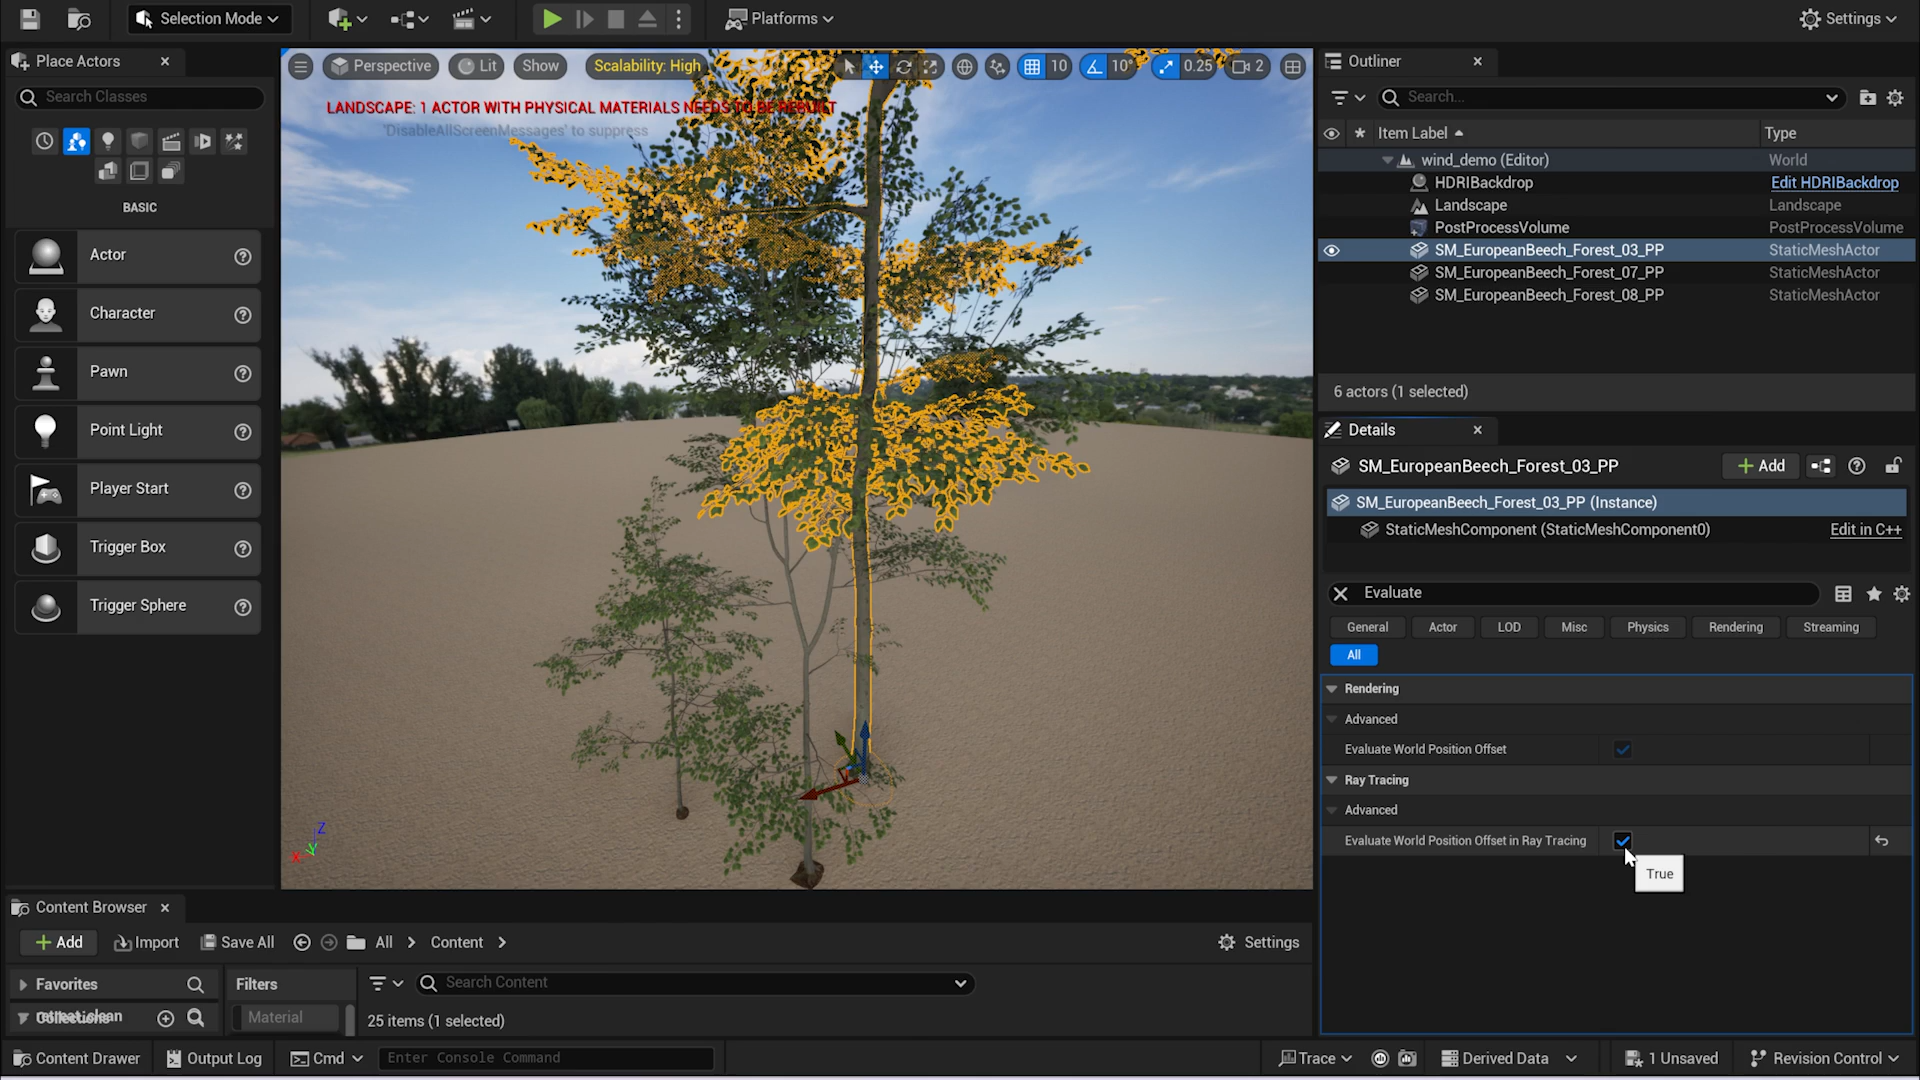 Selection Mode
Platforms
Settings
Place Actors
Search Classes
BASIC
Actor
Character
Pawn
Point Light
Player Start
Trigger Box
Trigger Sphere
Perspective
Lit
Show
Scalability: High
10
10°
0.25
2
LANDSCAPE: 1 ACTOR WITH PHYSICAL MATERIALS NEEDS TO BE REBUILT
'DisableAllScreenMessages' to suppress
Z
X
Y
Outliner
Search...
Item Label
Type
wind_demo (Editor)
World
HDRIBackdrop
Edit HDRIBackdrop
Landscape
Landscape
PostProcessVolume
PostProcessVolume
SM_EuropeanBeech_Forest_03_PP
StaticMeshActor
SM_EuropeanBeech_Forest_07_PP
StaticMeshActor
SM_EuropeanBeech_Forest_08_PP
StaticMeshActor
6 actors (1 selected)
Details
SM_EuropeanBeech_Forest_03_PP
Add
SM_EuropeanBeech_Forest_03_PP (Instance)
StaticMeshComponent (StaticMeshComponent0)
Edit in C++
Evaluate
General
Actor
LOD
Misc
Physics
Rendering
Streaming
All
Rendering
Advanced
Evaluate World Position Offset
Ray Tracing
Advanced
Evaluate World Position Offset in Ray Tracing
True
Content Browser
Add
Import
Save All
All
Content
Settings
Favorites
Collections
Filters
Material
Search Content
25 items (1 selected)
Content Drawer
Output Log
Cmd
Enter Console Command
Trace
Derived Data
1 Unsaved
Revision Control